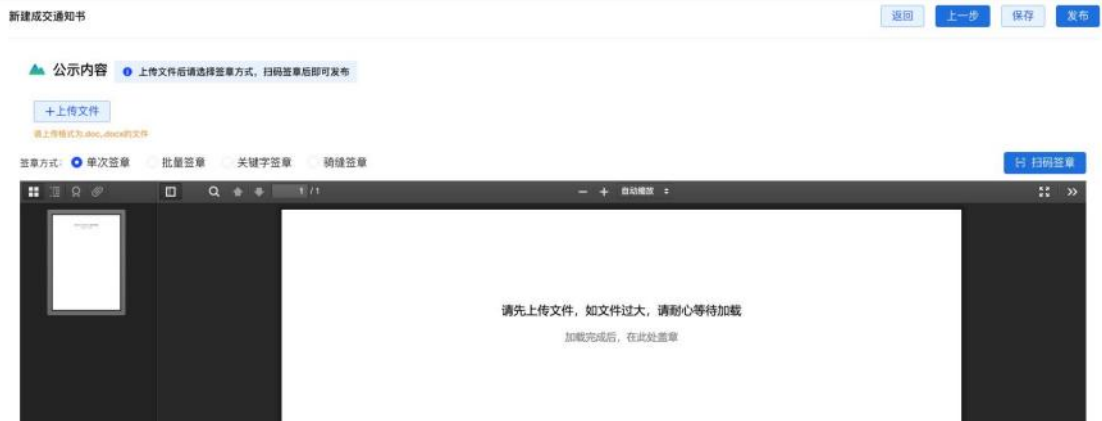 新建成交通知书
返回 上一步 保存 发布
公示内容 上传文件后请选择签章方式，扫码签章后即可发布
+上传文件
请上传格式为.doc,.docx的文件
签章方式: 单次签章 批量签章 关键字签章 骑缝签章 扫码签章
1 / 1 自动缩放
请先上传文件，如文件过大，请耐心等待加载
加载完成后，在此处盖章